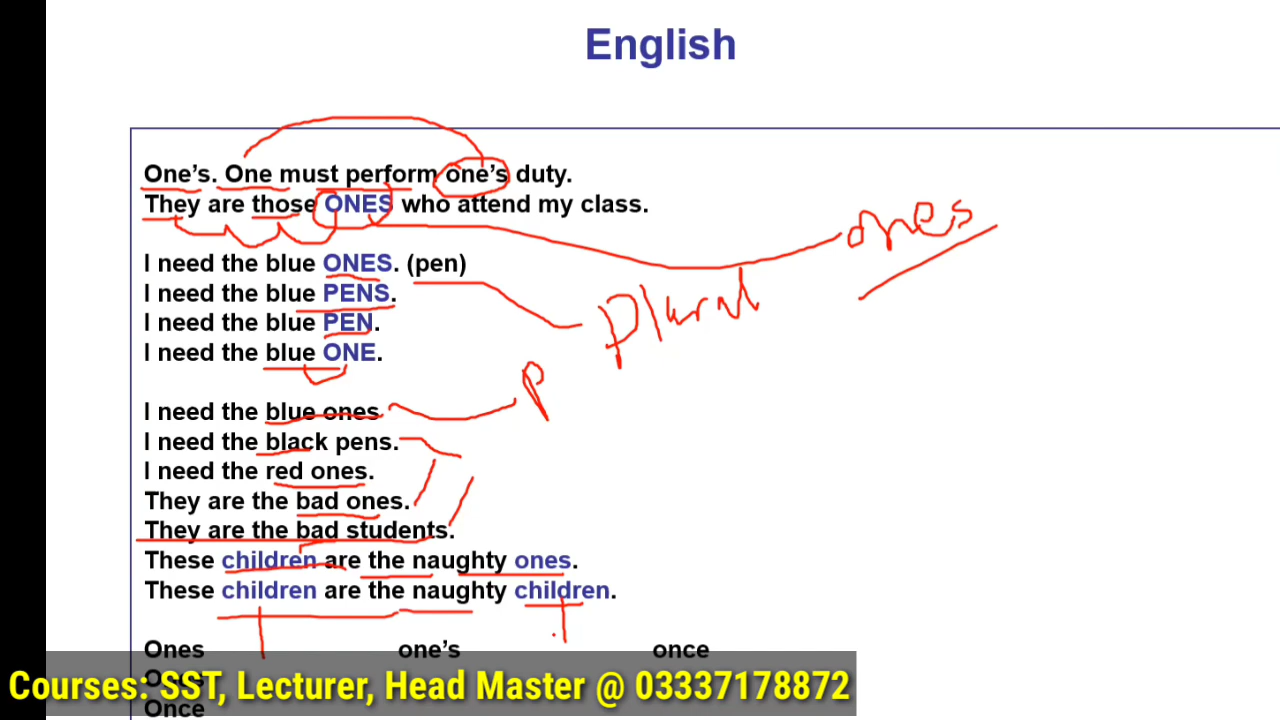 English
One's. One must perform one's duty.
They are those ONES who attend my class.
ones
I need the blue ONES. (pen)
I need the blue PENS.
Plural
I need the blue PEN.
I need the blue ONE.
P
I need the blue ones.
I need the black pens.
I need the red ones.
They are the bad ones.
They are the bad students.
These children are the naughty ones.
These children are the naughty children.
Ones one's once
Courses: SST, Lecturer, Head Master @ 03337178872
Once